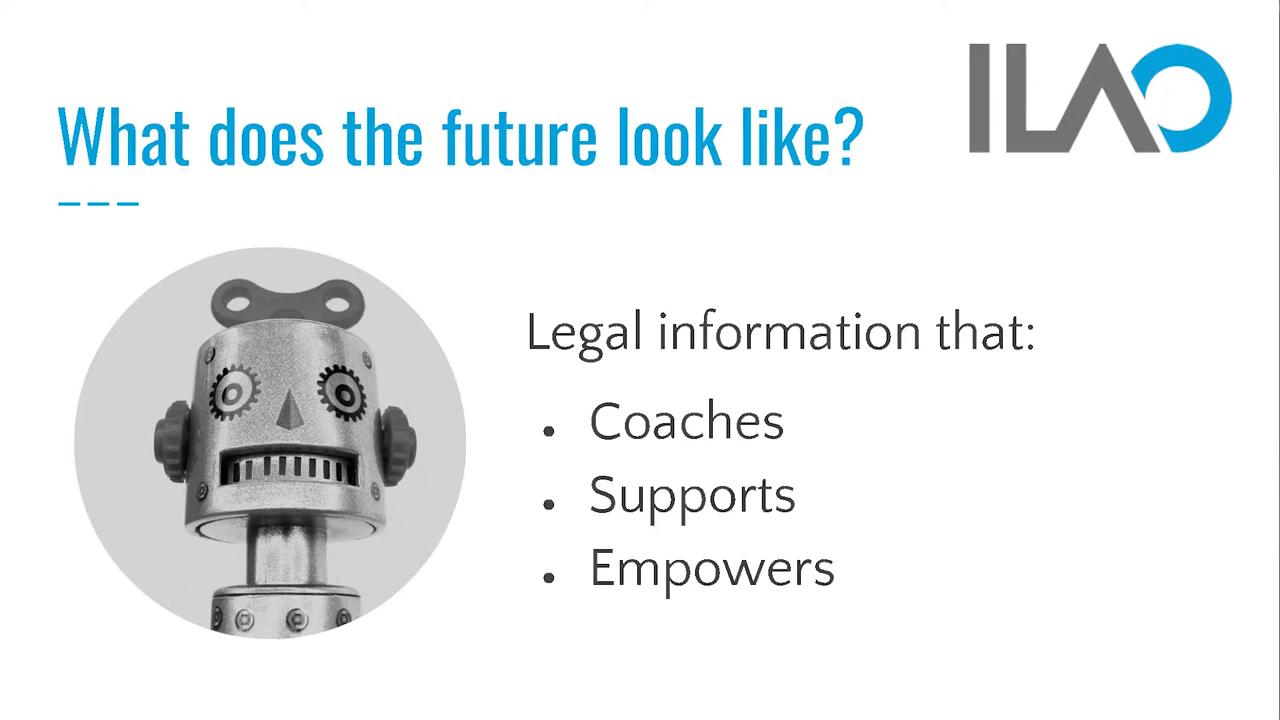 What does the future look like?
ILAO
Legal information that:
• Coaches
• Supports
• Empowers